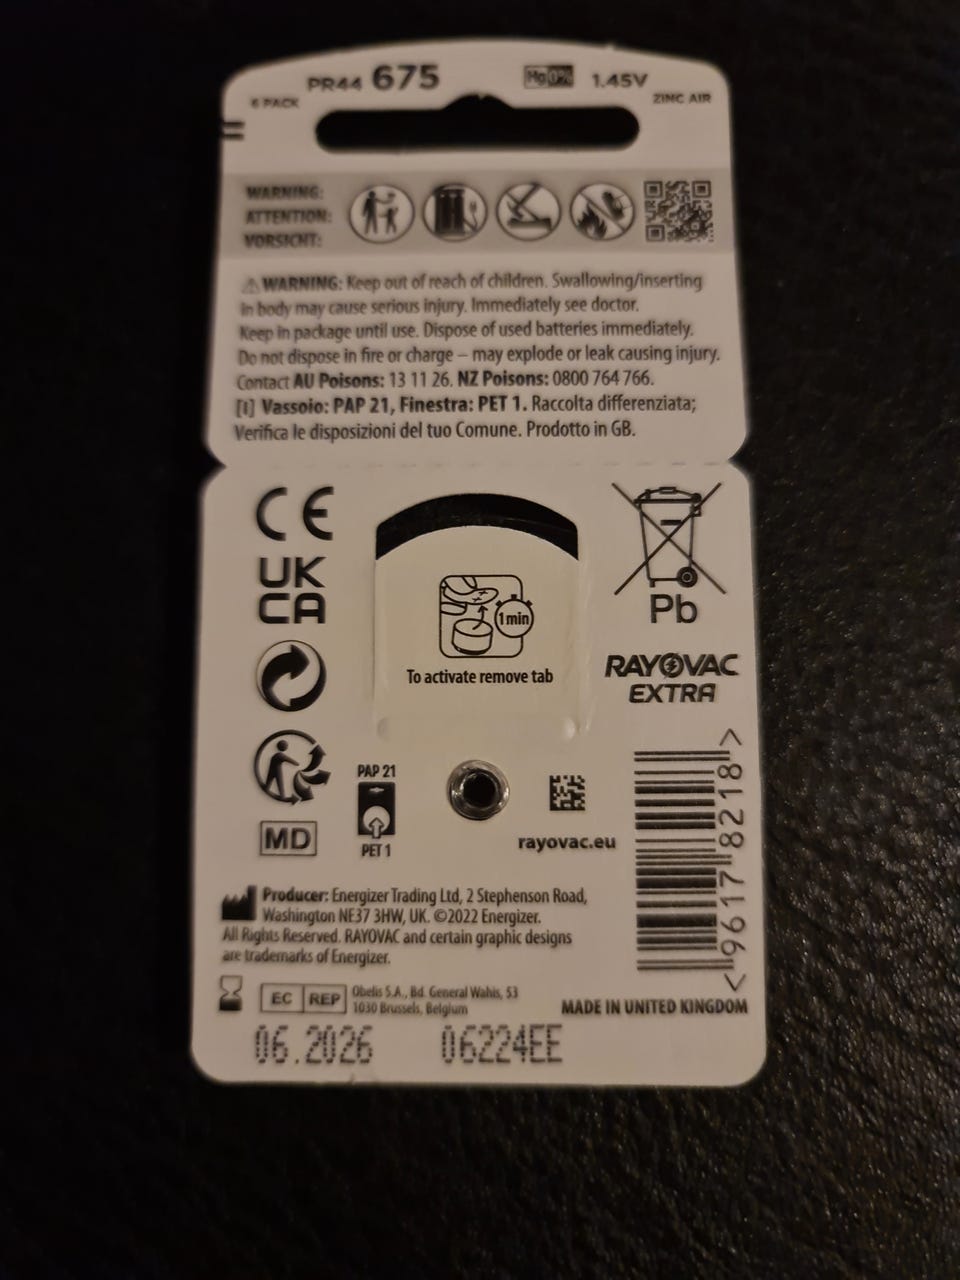 PR44 675 Hg0% 1.45V
6 PACK ZINC AIR
WARNING:
ATTENTION:
VORSICHT:
WARNING: Keep out of reach of children. Swallowing/inserting
in body may cause serious injury. Immediately see doctor.
Keep in package until use. Dispose of used batteries immediately.
Do not dispose in fire or charge – may explode or leak causing injury.
Contact AU Poisons: 13 11 26. NZ Poisons: 0800 764 766.
[I] Vassoio: PAP 21, Finestra: PET 1. Raccolta differenziata;
Verifica le disposizioni del tuo Comune. Prodotto in GB.
CE
UK
CA
1 min
To activate remove tab
Pb
RAYOVAC
EXTRA
PAP 21
PET 1
MD
rayovac.eu
<9617"8218">
Producer: Energizer Trading Ltd, 2 Stephenson Road,
Washington NE37 3HW, UK. ©2022 Energizer.
All Rights Reserved. RAYOVAC and certain graphic designs
are trademarks of Energizer.
EC REP
Obelis S.A., Bd. General Wahis, 53
1030 Brussels, Belgium
MADE IN UNITED KINGDOM
06.2026 06224EE